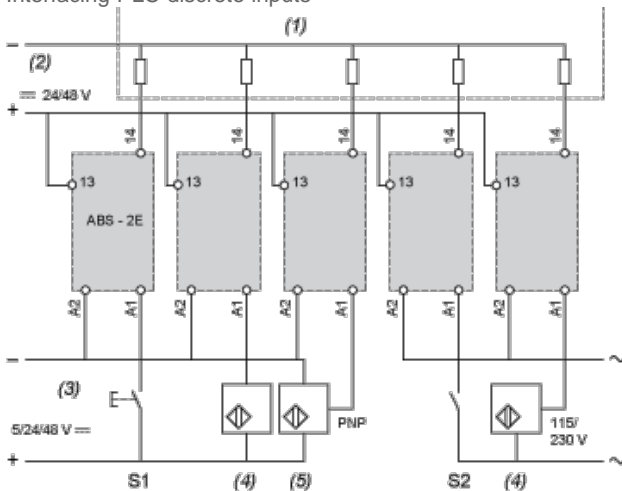 Interfacing PLC discrete inputs
(1)
−
(2)
24/48 V
+
14 14 14 14 14
13 13 13 13 13
ABS - 2E
A2 A1 A2 A1 A2 A1 A2 A1 A2 A1
− ~
(3)
5/24/48 V
PNP
115/
230 V
+ ~
S1 (4) (5) S2 (4)